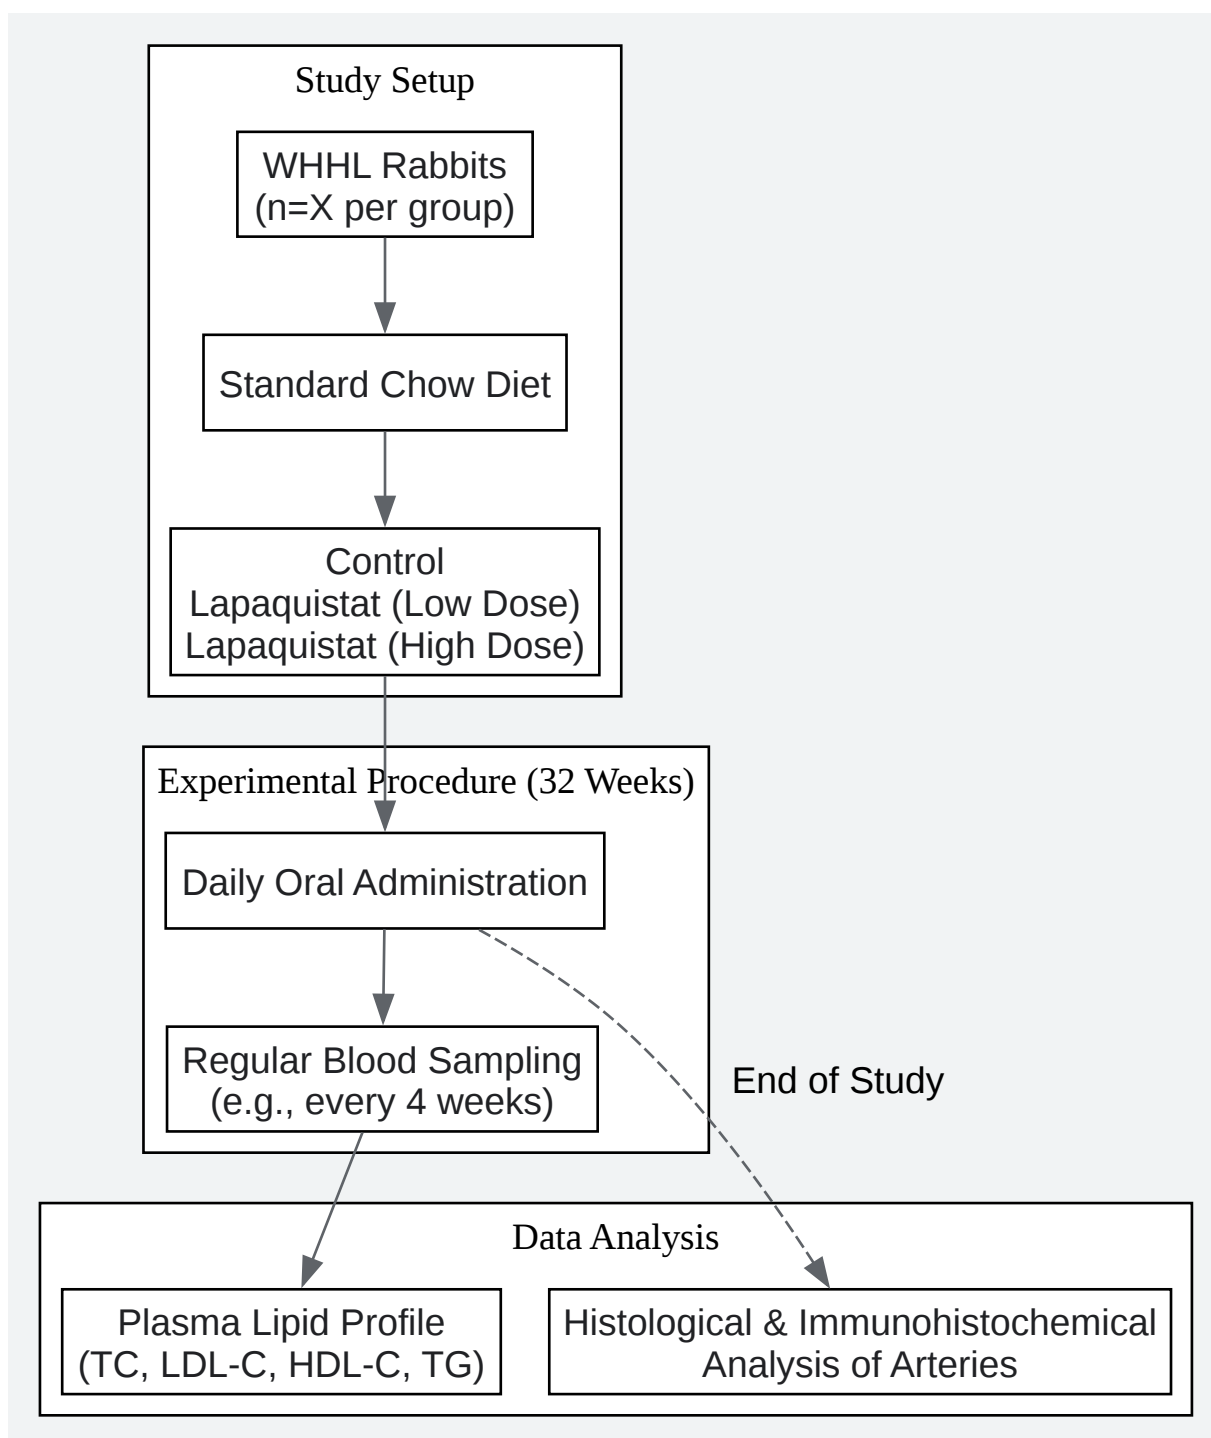 Study Setup
WHHL Rabbits
(n=X per group)
Standard Chow Diet
Control
Lapaquistat (Low Dose)
Lapaquistat (High Dose)
Experimental Procedure (32 Weeks)
Daily Oral Administration
Regular Blood Sampling
(e.g., every 4 weeks)
End of Study
Data Analysis
Plasma Lipid Profile
(TC, LDL-C, HDL-C, TG)
Histological & Immunohistochemical
Analysis of Arteries